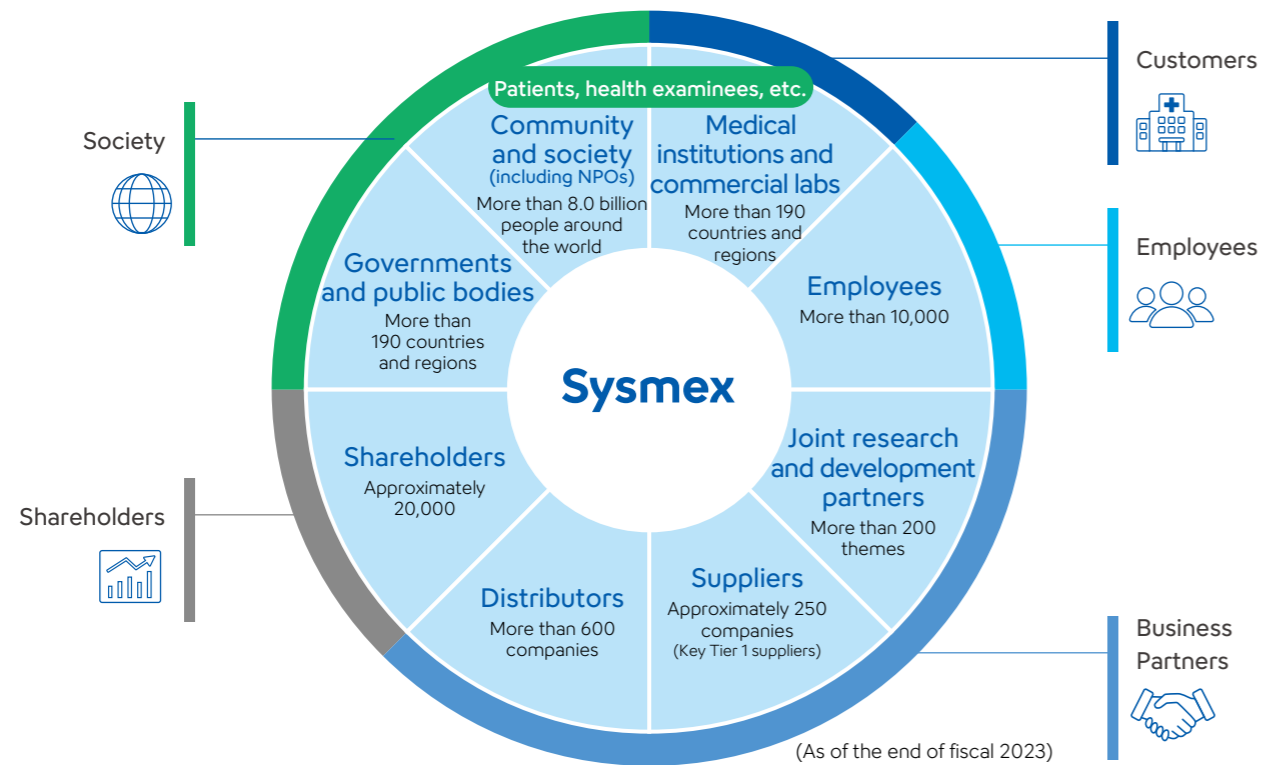 Patients, health examinees, etc.
Community
and society
(including NPOs)
More than 8.0 billion
people around
the world
Medical
institutions and
commercial labs
More than 190
countries and
regions
Employees
More than 10,000
Joint research
and development
partners
More than 200
themes
Suppliers
Approximately 250
companies
(Key Tier 1 suppliers)
Distributors
More than 600
companies
Shareholders
Approximately
20,000
Governments
and public bodies
More than
190 countries
and regions
Sysmex
Customers
Employees
Business
Partners
Shareholders
Society
(As of the end of fiscal 2023)